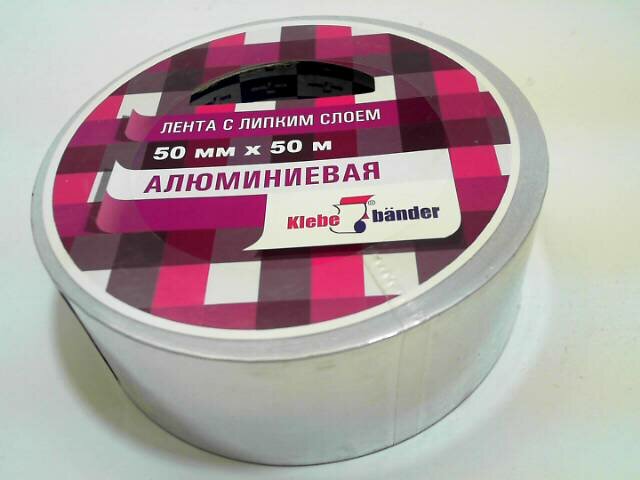 ЛЕНТА С ЛИПКИМ СЛОЕМ
50 мм x 50 м
АЛЮМИНИЕВАЯ
Klebe ® bänder